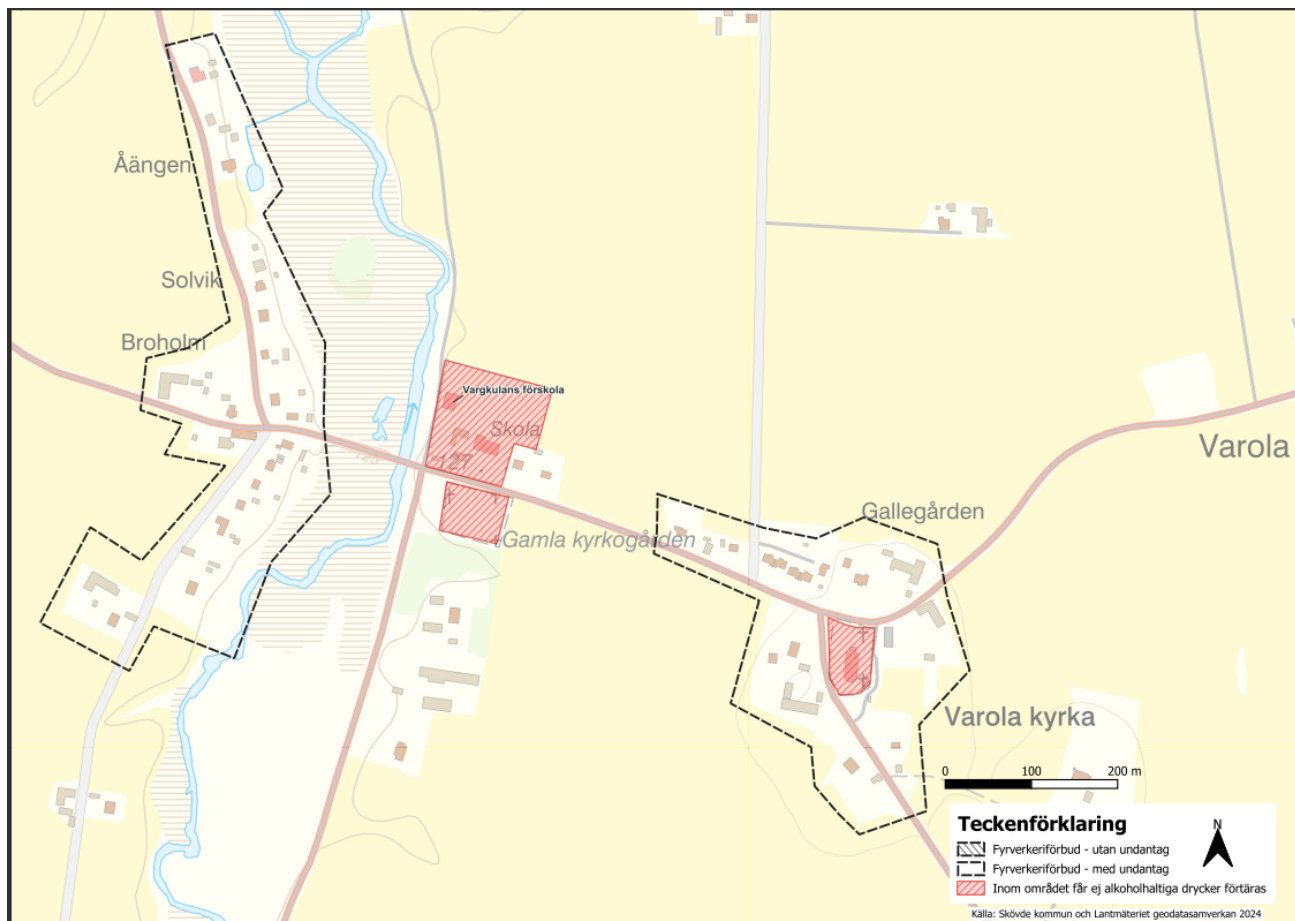 Åängen
Solvik
Broholm
Vargkulans förskola
Skola
127
Gamla kyrkogården
Varola
Gallegården
Varola kyrka
0 100 200 m
Teckenförklaring
N
Fyrverkeriförbud - utan undantag
Fyrverkeriförbud - med undantag
Inom området får ej alkoholhaltiga drycker förtäras
Källa: Skövde kommun och Lantmäteriet geodatasamverkan 2024